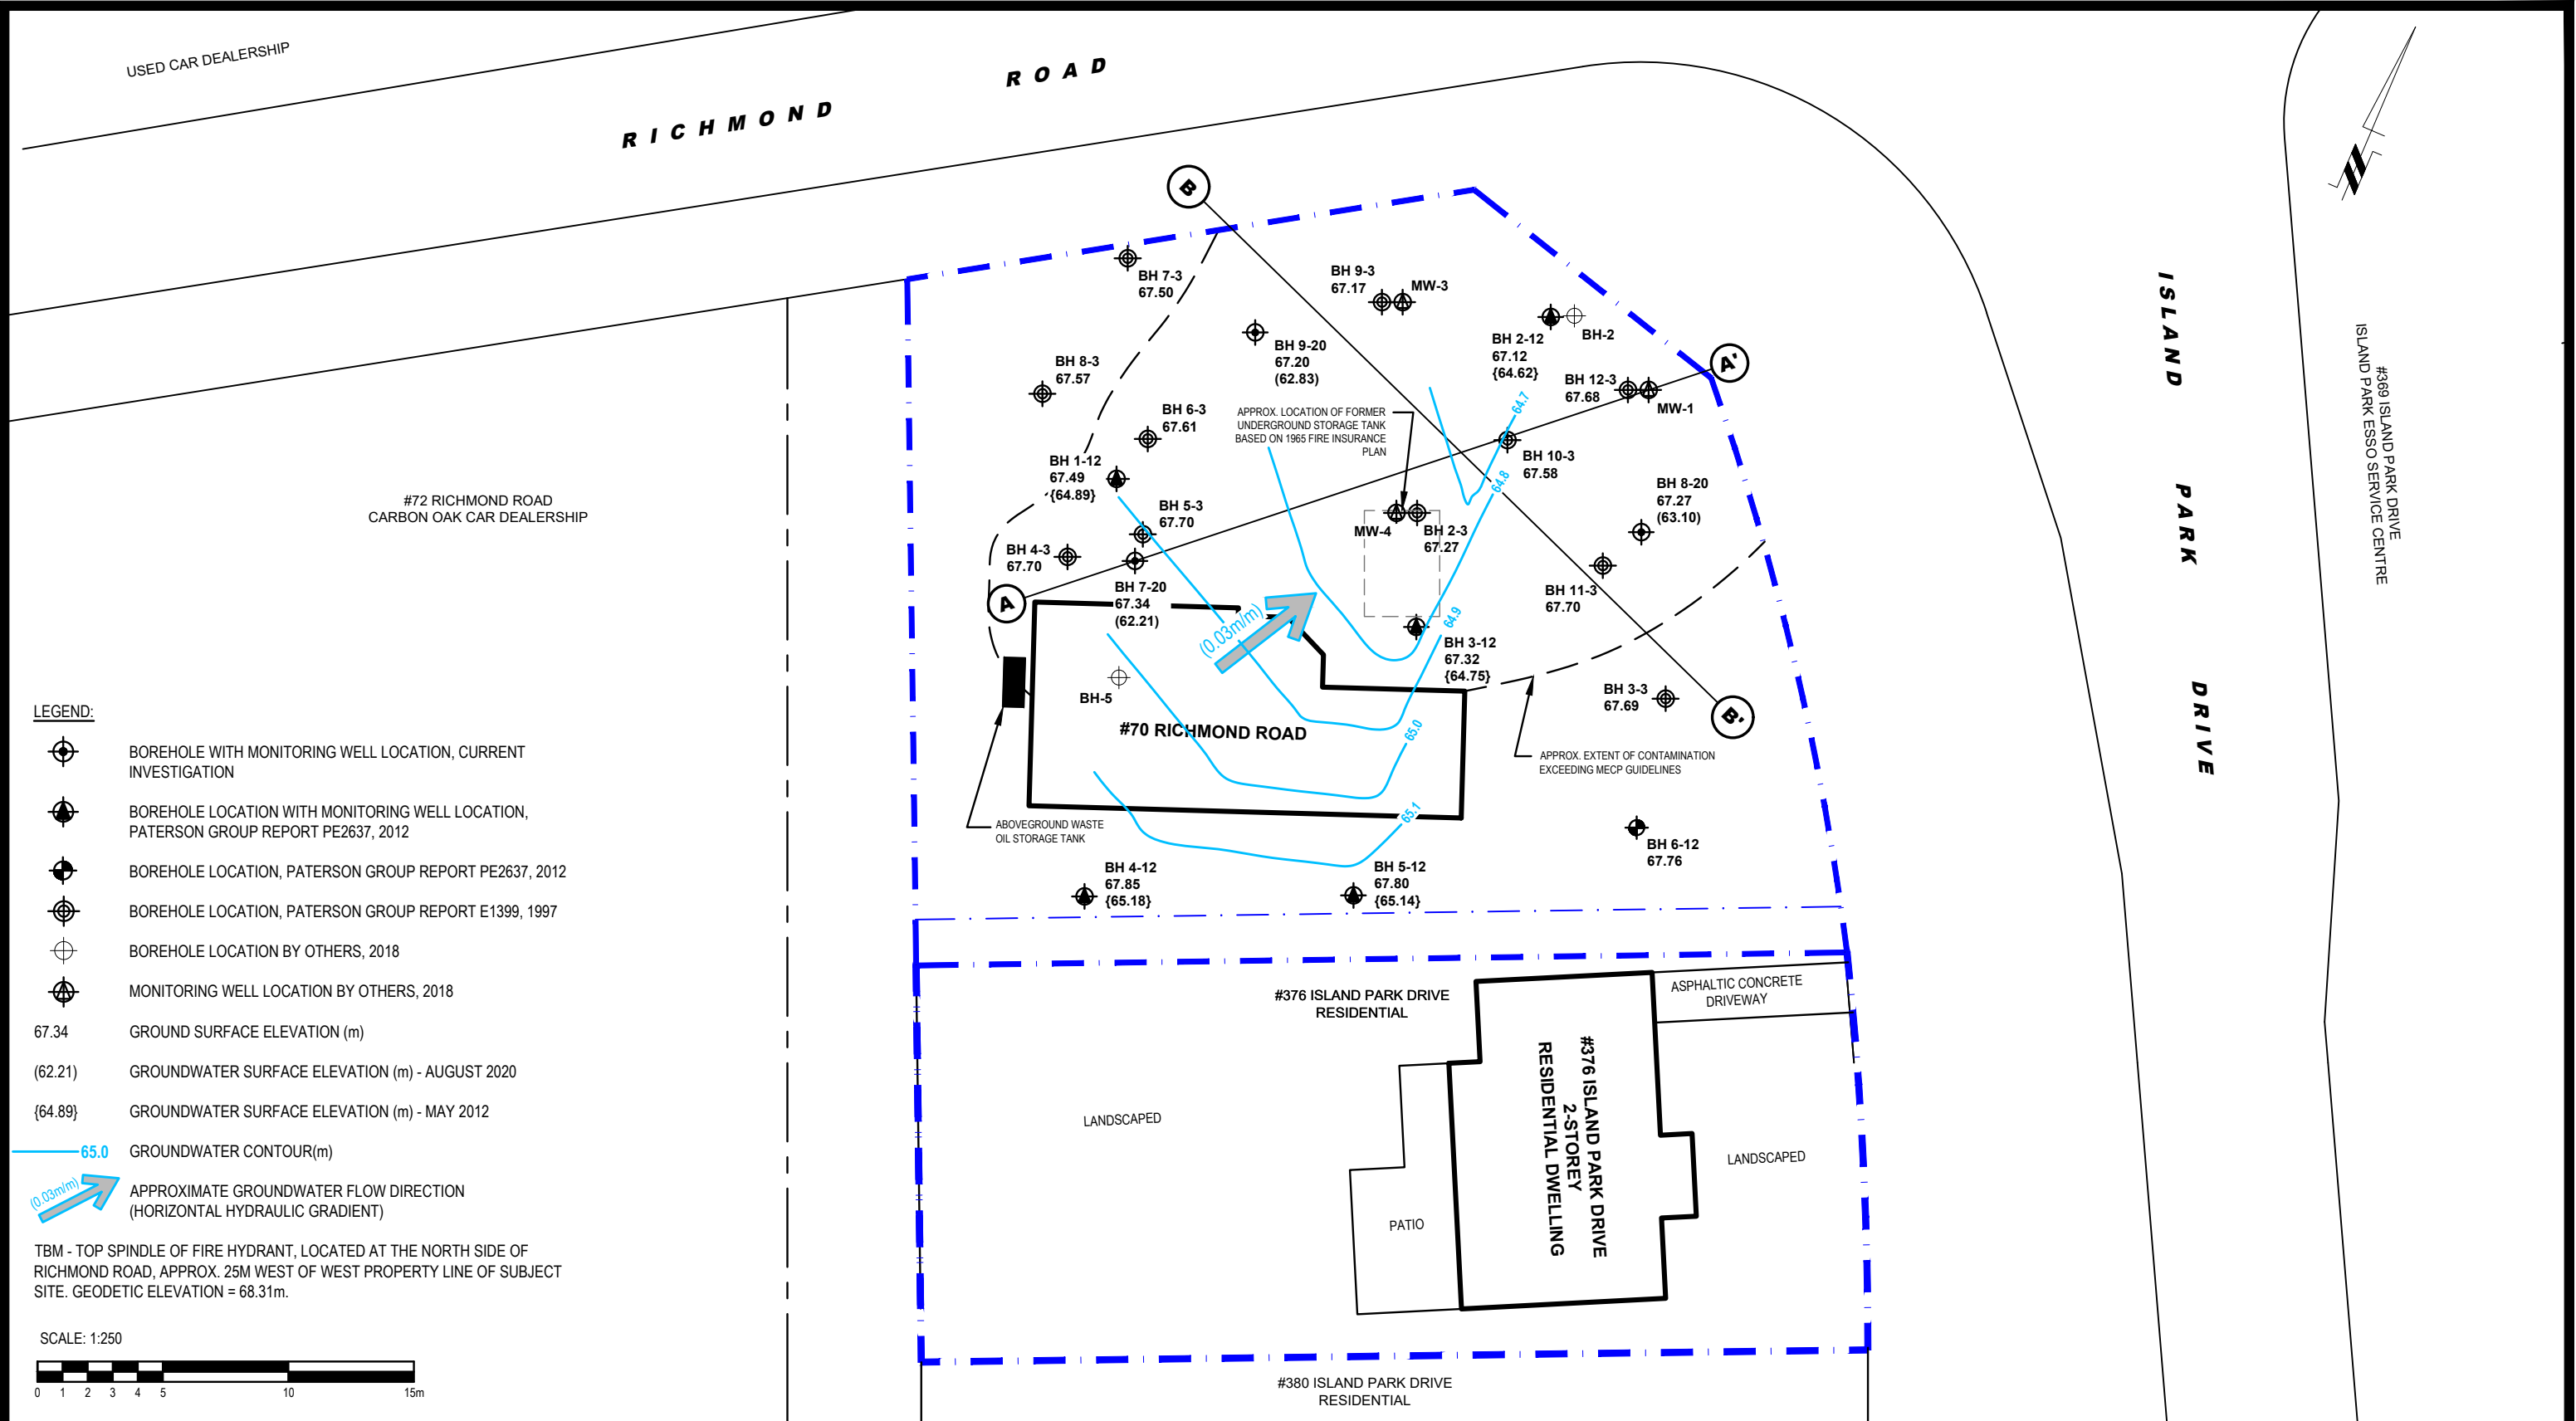 USED CAR DEALERSHIP
RICHMOND ROAD
B
BH 7-3
67.50
BH 9-3
67.17
MW-3
BH 9-20
67.20
(62.83)
BH 2-12
67.12
{64.62}
BH-2
BH 8-3
67.57
BH 12-3
67.68
MW-1
A'
BH 6-3
67.61
APPROX. LOCATION OF FORMER
UNDERGROUND STORAGE TANK
BASED ON 1965 FIRE INSURANCE
PLAN
64.7
BH 1-12
67.49
{64.89}
BH 10-3
67.58
64.8
BH 8-20
67.27
(63.10)
#72 RICHMOND ROAD
CARBON OAK CAR DEALERSHIP
BH 5-3
67.70
BH 4-3
67.70
MW-4
BH 2-3
67.27
BH 7-20
67.34
(62.21)
A
(0.03m/m)
BH 11-3
67.70
64.9
BH 3-12
67.32
{64.75}
BH-5
BH 3-3
67.69
B'
#70 RICHMOND ROAD
65.0
APPROX. EXTENT OF CONTAMINATION
EXCEEDING MECP GUIDELINES
65.1
ABOVEGROUND WASTE
OIL STORAGE TANK
BH 6-12
67.76
BH 4-12
67.85
{65.18}
BH 5-12
67.80
{65.14}
ISLAND PARK DRIVE
#369 ISLAND PARK DRIVE
ISLAND PARK ESSO SERVICE CENTRE
#376 ISLAND PARK DRIVE
RESIDENTIAL
ASPHALTIC CONCRETE
DRIVEWAY
#376 ISLAND PARK DRIVE
2-STOREY
RESIDENTIAL DWELLING
LANDSCAPED
LANDSCAPED
PATIO
#380 ISLAND PARK DRIVE
RESIDENTIAL
LEGEND:
BOREHOLE WITH MONITORING WELL LOCATION, CURRENT
INVESTIGATION
BOREHOLE LOCATION WITH MONITORING WELL LOCATION,
PATERSON GROUP REPORT PE2637, 2012
BOREHOLE LOCATION, PATERSON GROUP REPORT PE2637, 2012
BOREHOLE LOCATION, PATERSON GROUP REPORT E1399, 1997
BOREHOLE LOCATION BY OTHERS, 2018
MONITORING WELL LOCATION BY OTHERS, 2018
67.34 GROUND SURFACE ELEVATION (m)
(62.21) GROUNDWATER SURFACE ELEVATION (m) - AUGUST 2020
{64.89} GROUNDWATER SURFACE ELEVATION (m) - MAY 2012
65.0 GROUNDWATER CONTOUR(m)
(0.03m/m) APPROXIMATE GROUNDWATER FLOW DIRECTION
(HORIZONTAL HYDRAULIC GRADIENT)
TBM - TOP SPINDLE OF FIRE HYDRANT, LOCATED AT THE NORTH SIDE OF
RICHMOND ROAD, APPROX. 25M WEST OF WEST PROPERTY LINE OF SUBJECT
SITE. GEODETIC ELEVATION = 68.31m.
SCALE: 1:250
0 1 2 3 4 5 10 15m